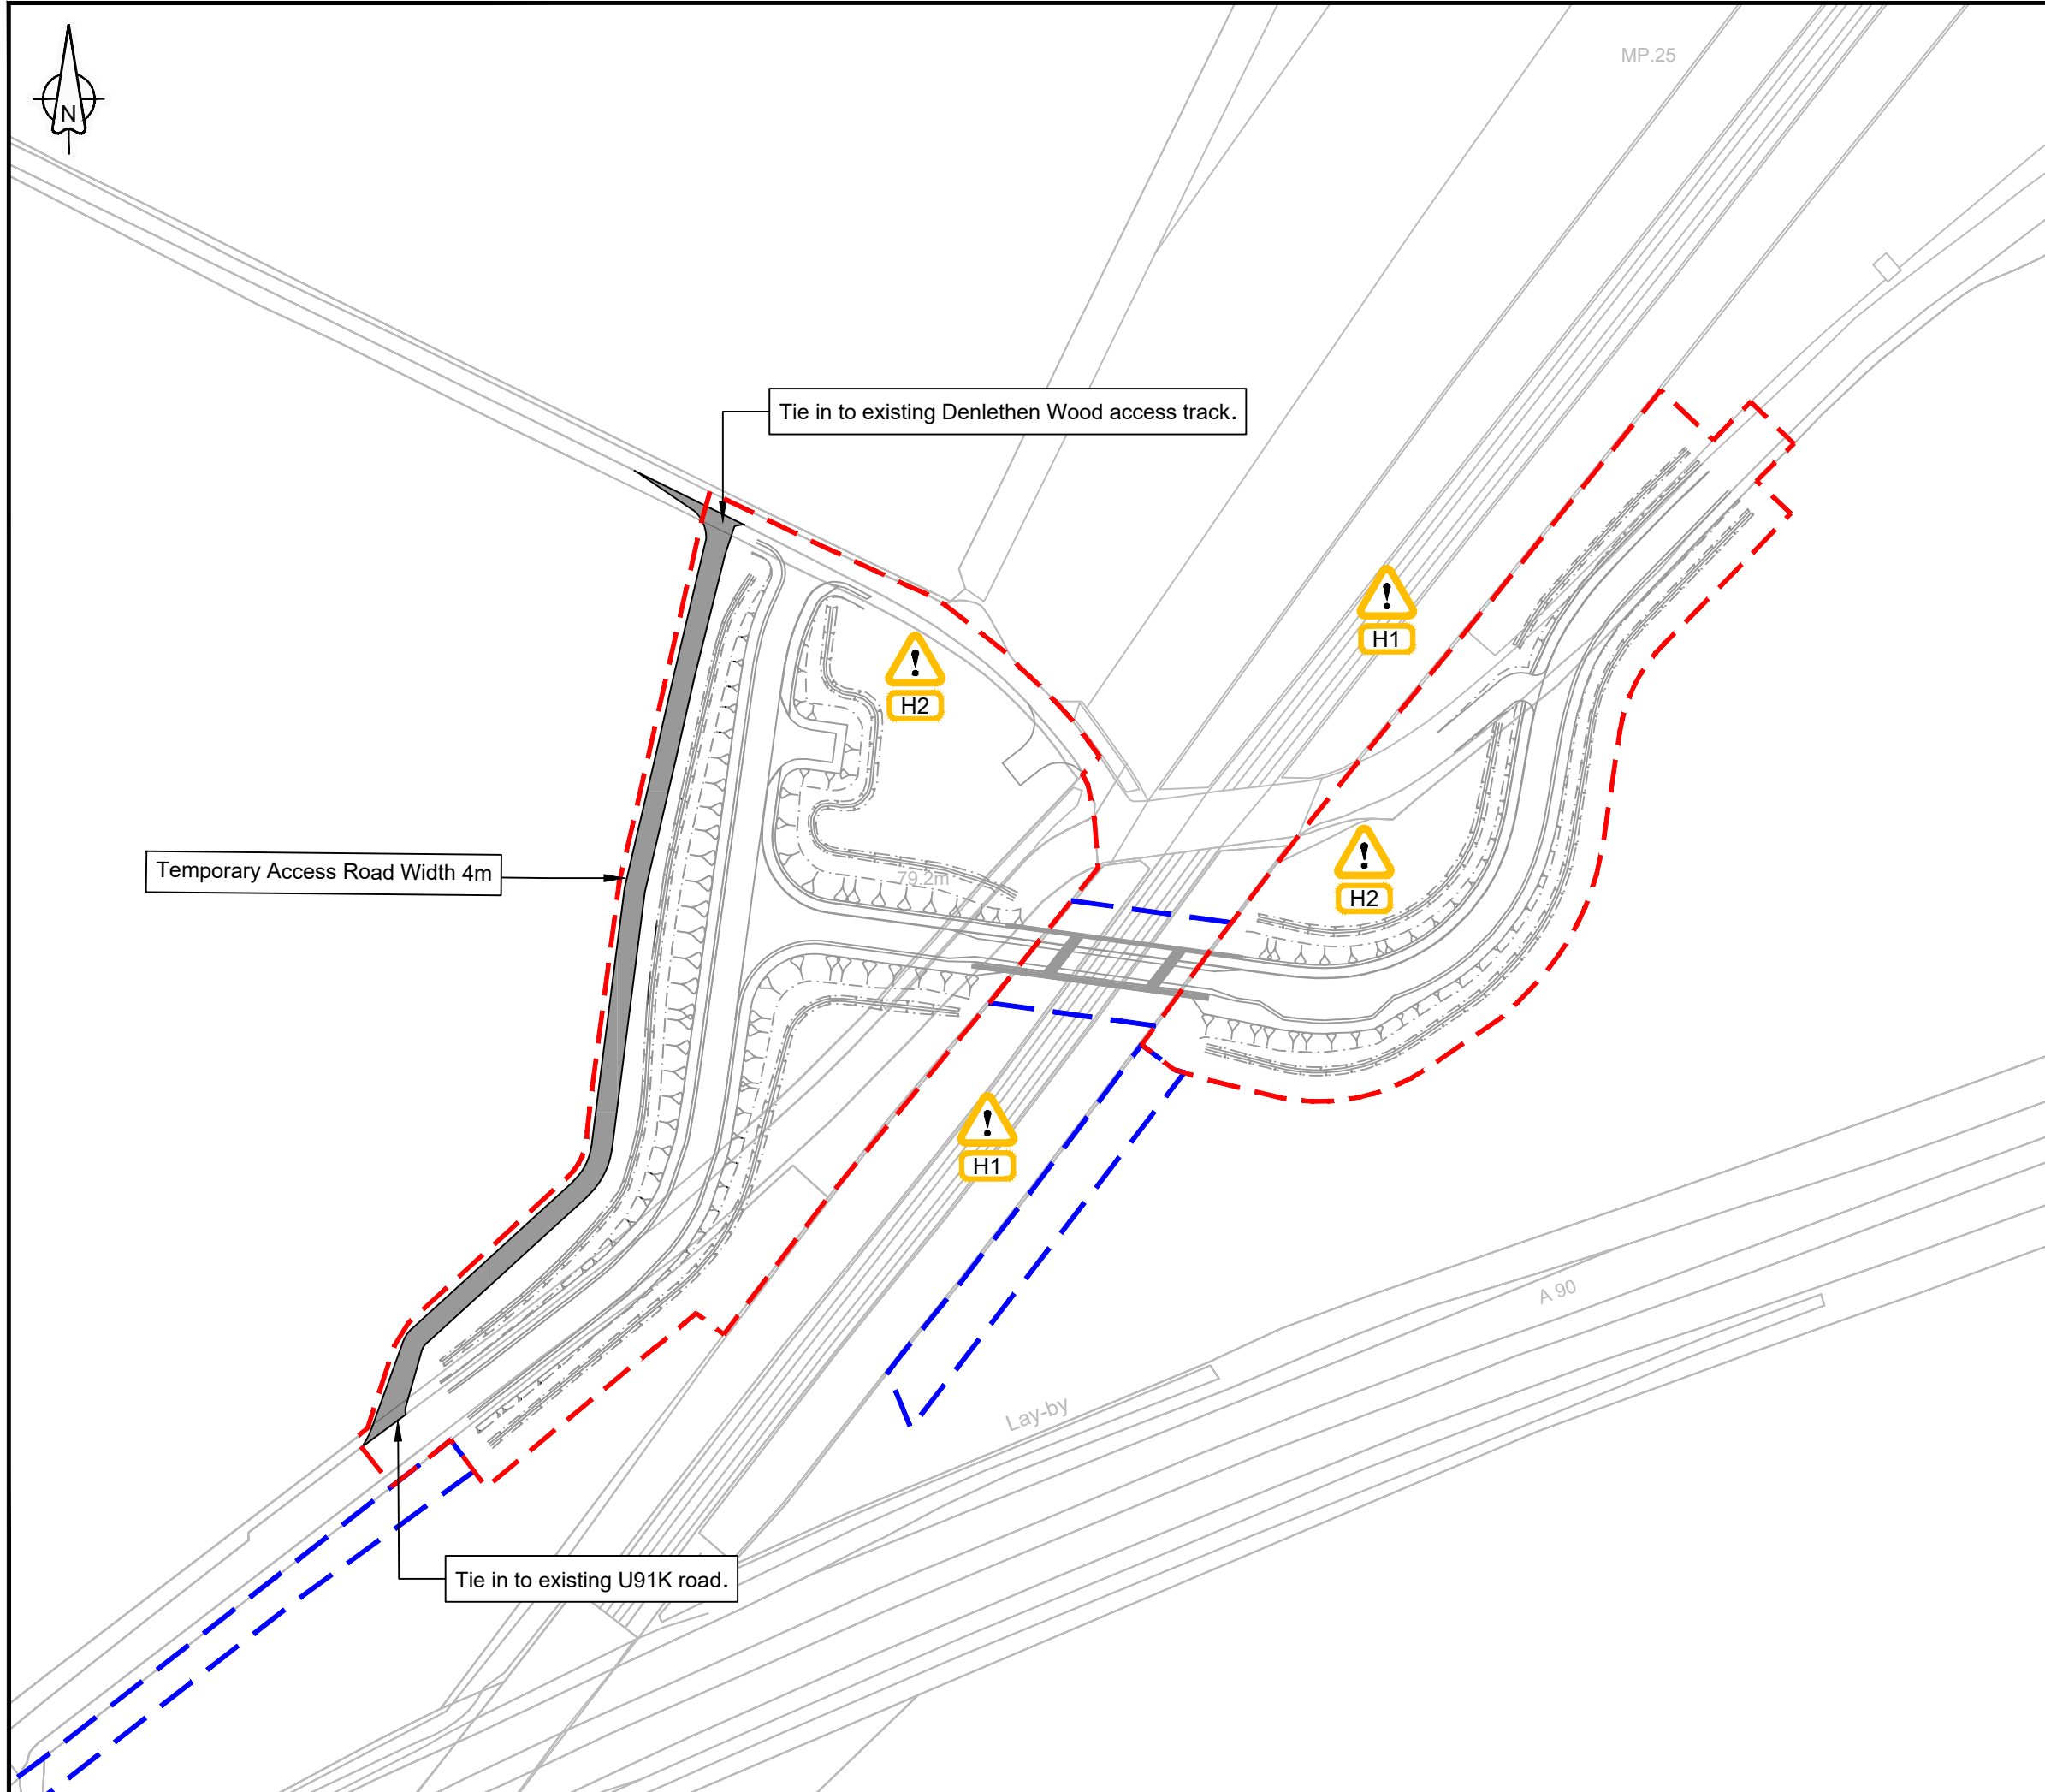 MP.25
N
Tie in to existing Denlethen Wood access track.
!
H1
!
H2
Temporary Access Road Width 4m
79.2m
!
H2
!
H1
A 90
Lay-by
Tie in to existing U91K road.